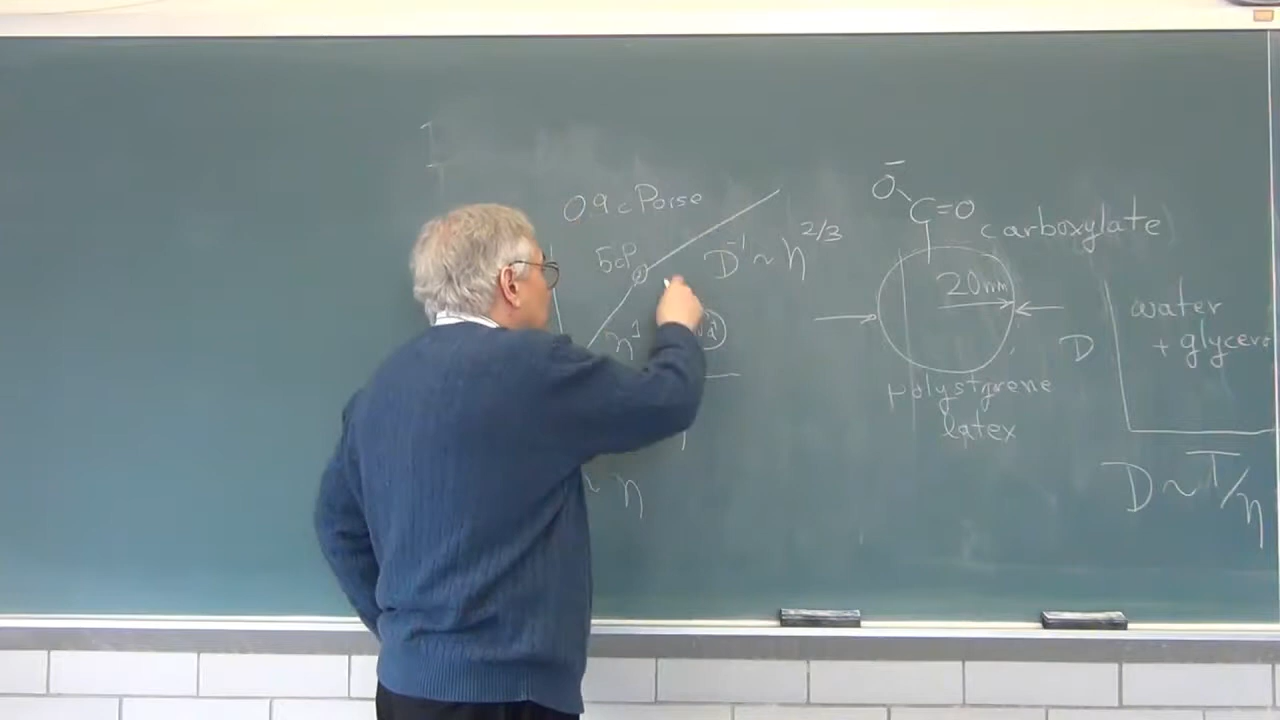 0.9 cPoise
5cP
D⁻¹ ~ η^2/3
η¹
~ η
O⁻
C=O
carboxylate
20nm
polystyrene
latex
D
water
+ glycero
D ~ T/η